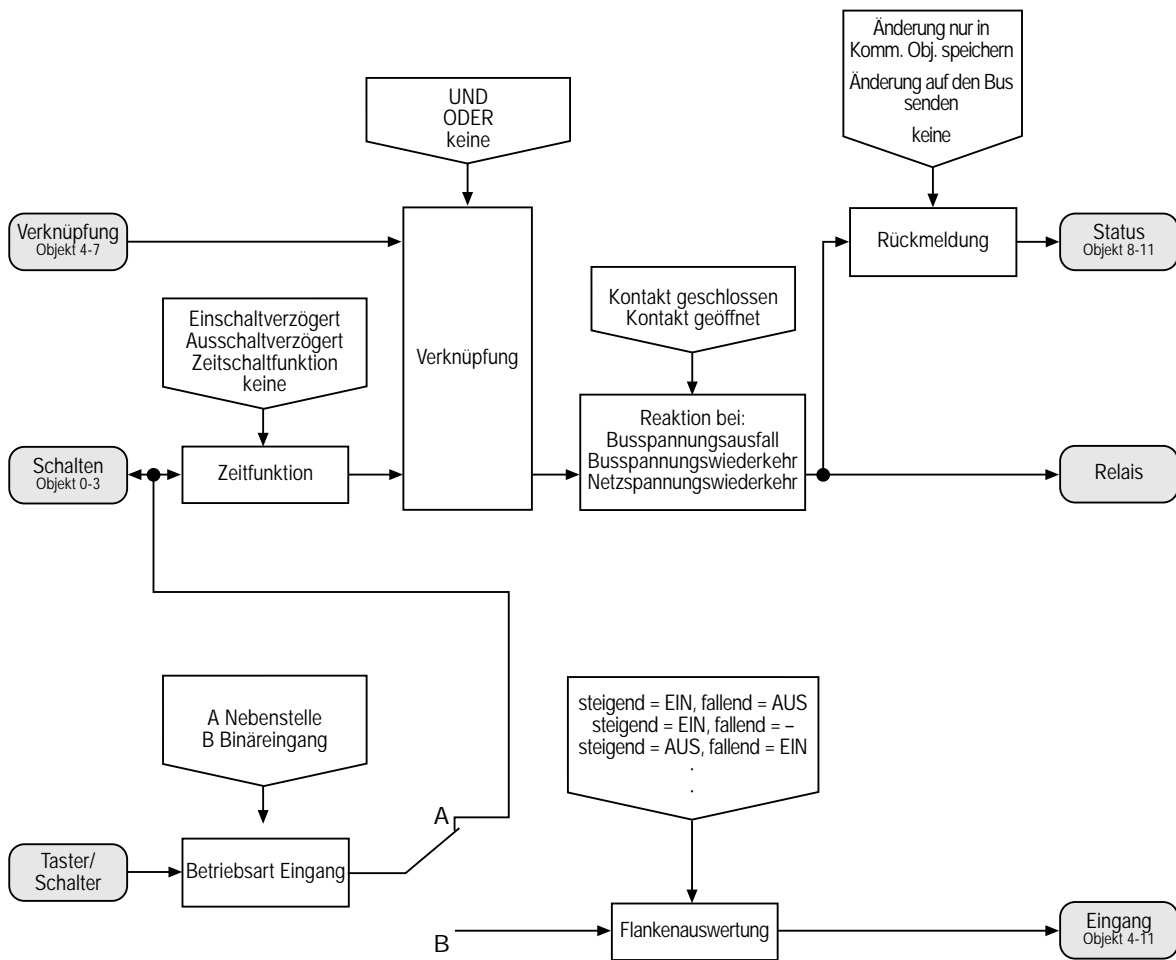 Änderung nur in
Komm. Obj. speichern
Änderung auf den Bus
senden
keine
UND
ODER
keine
Verknüpfung
Objekt 4-7
Rückmeldung
Status
Objekt 8-11
Kontakt geschlossen
Kontakt geöffnet
Einschaltverzögert
Ausschaltverzögert
Zeitschaltfunktion
keine
Verknüpfung
Schalten
Objekt 0-3
Zeitfunktion
Reaktion bei:
Busspannungsausfall
Busspannungswiederkehr
Netzspannungswiederkehr
Relais
A Nebenstelle
B Binäreingang
steigend = EIN, fallend = AUS
steigend = EIN, fallend = –
steigend = AUS, fallend = EIN
.
.
A
Taster/
Schalter
Betriebsart Eingang
B
Flankenauswertung
Eingang
Objekt 4-11